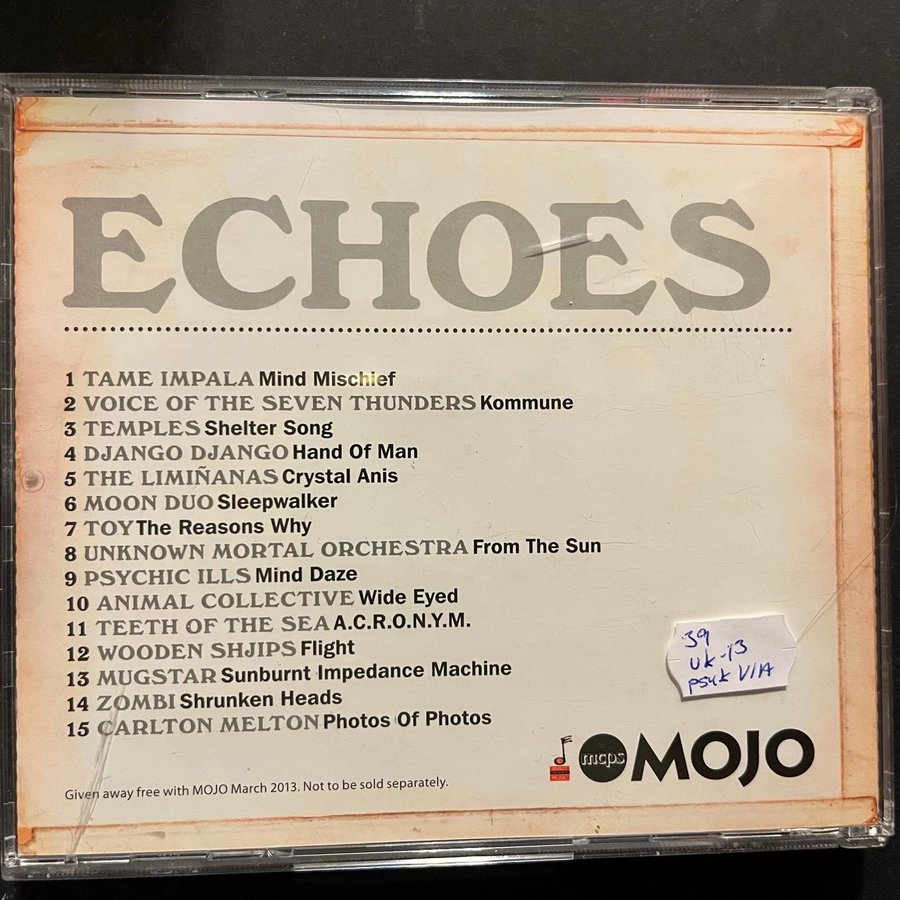 ECHOES
1 TAME IMPALA Mind Mischief
2 VOICE OF THE SEVEN THUNDERS Kommune
3 TEMPLES Shelter Song
4 DJANGO DJANGO Hand Of Man
5 THE LIMIÑANAS Crystal Anis
6 MOON DUO Sleepwalker
7 TOY The Reasons Why
8 UNKNOWN MORTAL ORCHESTRA From The Sun
9 PSYCHIC ILLS Mind Daze
10 ANIMAL COLLECTIVE Wide Eyed
11 TEETH OF THE SEA A.C.R.O.N.Y.M.
12 WOODEN SHJIPS Flight
13 MUGSTAR Sunburnt Impedance Machine
14 ZOMBI Shrunken Heads
15 CARLTON MELTON Photos Of Photos
39
UK-13
PSYK V/A
mcps MOJO
Given away free with MOJO March 2013. Not to be sold separately.